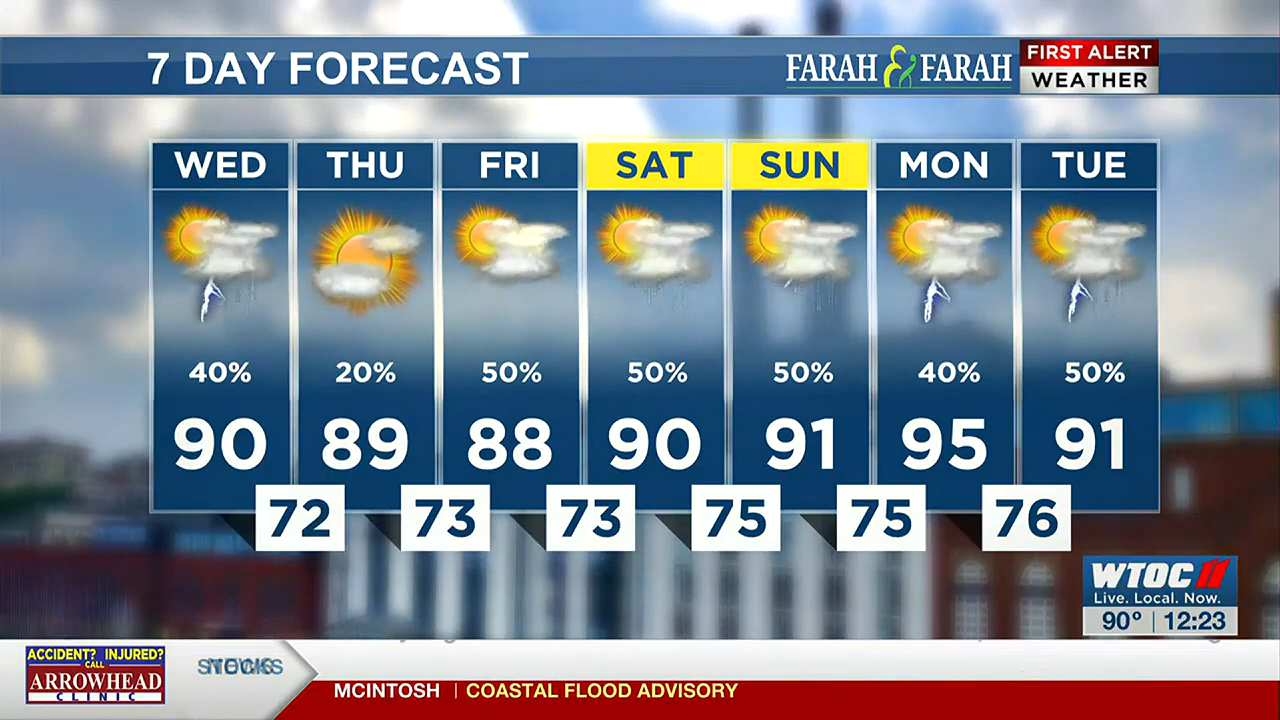 7 DAY FORECAST
FARAH & FARAH
FIRST ALERT
WEATHER
WED THU FRI SAT SUN MON TUE
40% 20% 50% 50% 50% 40% 50%
90 89 88 90 91 95 91
72 73 73 75 75 76
WTOC 11
Live. Local. Now.
90° | 12:23
ACCIDENT? INJURED?
CALL
ARROWHEAD
CLINIC
MCINTOSH | COASTAL FLOOD ADVISORY